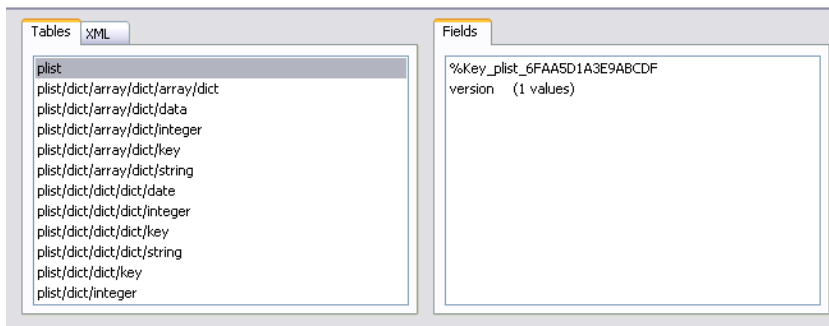 Tables XML
plist
plist/dict/array/dict/array/dict
plist/dict/array/dict/data
plist/dict/array/dict/integer
plist/dict/array/dict/key
plist/dict/array/dict/string
plist/dict/dict/dict/date
plist/dict/dict/dict/integer
plist/dict/dict/dict/key
plist/dict/dict/dict/string
plist/dict/dict/key
plist/dict/integer
Fields
%Key_plist_6FAA5D1A3E9ABCDF
version (1 values)